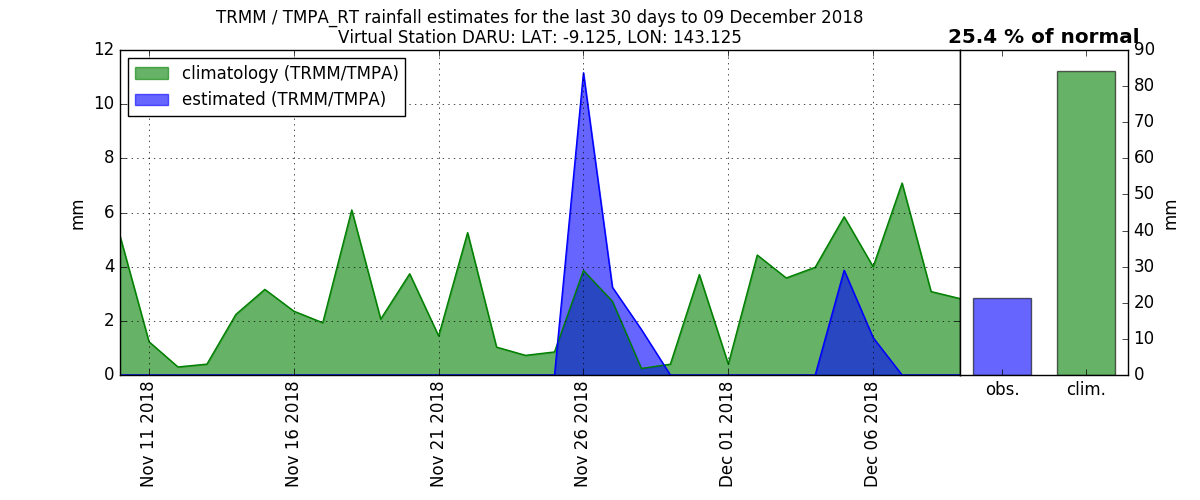 TRMM / TMPA_RT rainfall estimates for the last 30 days to 09 December 2018
Virtual Station DARU: LAT: -9.125, LON: 143.125
25.4 % of normal
climatology (TRMM/TMPA)
estimated (TRMM/TMPA)
12
10
8
6
4
2
0
mm
Nov 11 2018
Nov 16 2018
Nov 21 2018
Nov 26 2018
Dec 01 2018
Dec 06 2018
90
80
70
60
50
40
30
20
10
0
mm
obs.
clim.